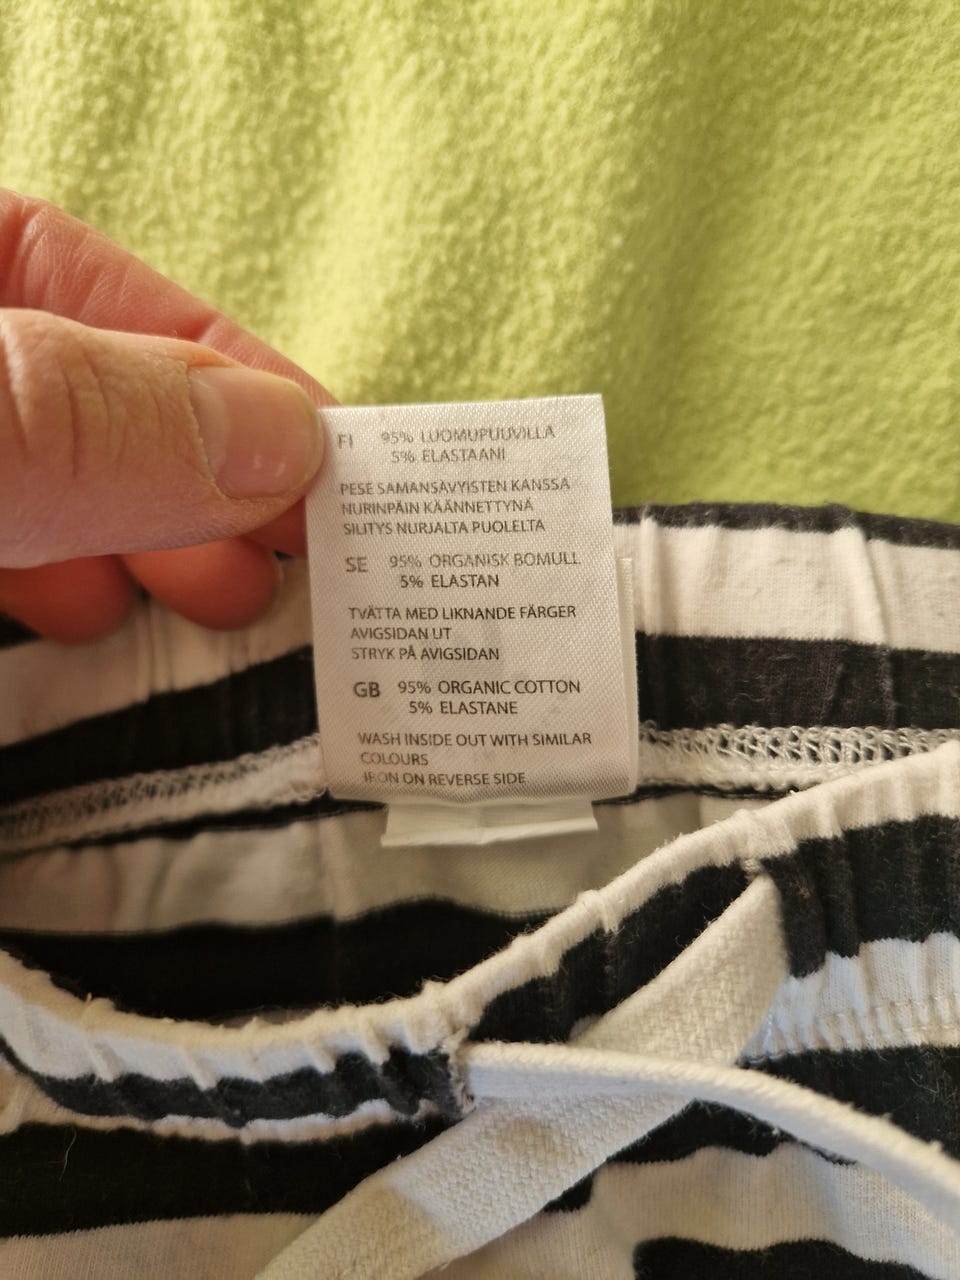 FI 95% LUOMUPUUVILLA
5% ELASTAANI
PESE SAMANSÄVYISTEN KANSSA
NURINPÄIN KÄÄNNETTYNÄ
SILITYS NURJALTA PUOLELTA
SE 95% ORGANISK BOMULL
5% ELASTAN
TVÄTTA MED LIKNANDE FÄRGER
AVIGSIDAN UT
STRYK PÅ AVIGSIDAN
GB 95% ORGANIC COTTON
5% ELASTANE
WASH INSIDE OUT WITH SIMILAR
COLOURS
IRON ON REVERSE SIDE